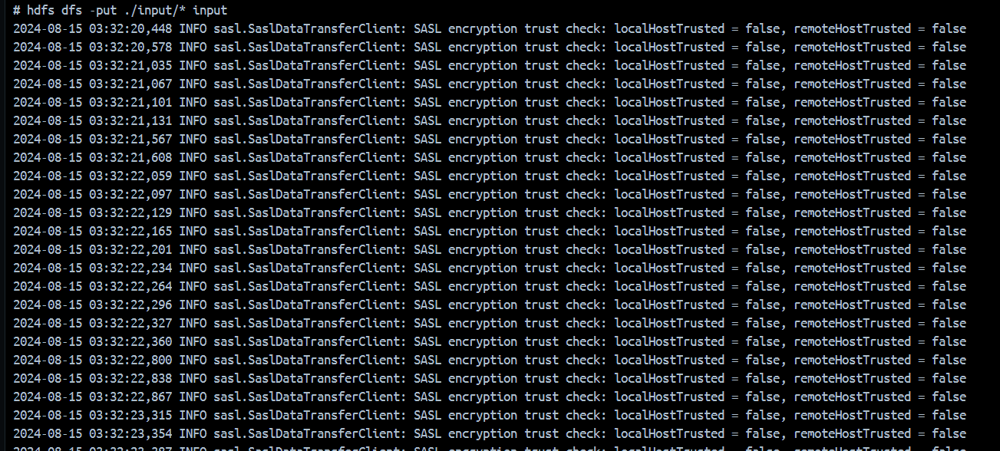 # hdfs dfs -put ./input/* input
2024-08-15 03:32:20,448 INFO sasl.SaslDataTransferClient: SASL encryption trust check: localHostTrusted = false, remoteHostTrusted = false
2024-08-15 03:32:20,578 INFO sasl.SaslDataTransferClient: SASL encryption trust check: localHostTrusted = false, remoteHostTrusted = false
2024-08-15 03:32:21,035 INFO sasl.SaslDataTransferClient: SASL encryption trust check: localHostTrusted = false, remoteHostTrusted = false
2024-08-15 03:32:21,067 INFO sasl.SaslDataTransferClient: SASL encryption trust check: localHostTrusted = false, remoteHostTrusted = false
2024-08-15 03:32:21,101 INFO sasl.SaslDataTransferClient: SASL encryption trust check: localHostTrusted = false, remoteHostTrusted = false
2024-08-15 03:32:21,131 INFO sasl.SaslDataTransferClient: SASL encryption trust check: localHostTrusted = false, remoteHostTrusted = false
2024-08-15 03:32:21,567 INFO sasl.SaslDataTransferClient: SASL encryption trust check: localHostTrusted = false, remoteHostTrusted = false
2024-08-15 03:32:21,608 INFO sasl.SaslDataTransferClient: SASL encryption trust check: localHostTrusted = false, remoteHostTrusted = false
2024-08-15 03:32:22,059 INFO sasl.SaslDataTransferClient: SASL encryption trust check: localHostTrusted = false, remoteHostTrusted = false
2024-08-15 03:32:22,097 INFO sasl.SaslDataTransferClient: SASL encryption trust check: localHostTrusted = false, remoteHostTrusted = false
2024-08-15 03:32:22,129 INFO sasl.SaslDataTransferClient: SASL encryption trust check: localHostTrusted = false, remoteHostTrusted = false
2024-08-15 03:32:22,165 INFO sasl.SaslDataTransferClient: SASL encryption trust check: localHostTrusted = false, remoteHostTrusted = false
2024-08-15 03:32:22,201 INFO sasl.SaslDataTransferClient: SASL encryption trust check: localHostTrusted = false, remoteHostTrusted = false
2024-08-15 03:32:22,234 INFO sasl.SaslDataTransferClient: SASL encryption trust check: localHostTrusted = false, remoteHostTrusted = false
2024-08-15 03:32:22,264 INFO sasl.SaslDataTransferClient: SASL encryption trust check: localHostTrusted = false, remoteHostTrusted = false
2024-08-15 03:32:22,296 INFO sasl.SaslDataTransferClient: SASL encryption trust check: localHostTrusted = false, remoteHostTrusted = false
2024-08-15 03:32:22,327 INFO sasl.SaslDataTransferClient: SASL encryption trust check: localHostTrusted = false, remoteHostTrusted = false
2024-08-15 03:32:22,360 INFO sasl.SaslDataTransferClient: SASL encryption trust check: localHostTrusted = false, remoteHostTrusted = false
2024-08-15 03:32:22,800 INFO sasl.SaslDataTransferClient: SASL encryption trust check: localHostTrusted = false, remoteHostTrusted = false
2024-08-15 03:32:22,838 INFO sasl.SaslDataTransferClient: SASL encryption trust check: localHostTrusted = false, remoteHostTrusted = false
2024-08-15 03:32:22,867 INFO sasl.SaslDataTransferClient: SASL encryption trust check: localHostTrusted = false, remoteHostTrusted = false
2024-08-15 03:32:23,315 INFO sasl.SaslDataTransferClient: SASL encryption trust check: localHostTrusted = false, remoteHostTrusted = false
2024-08-15 03:32:23,354 INFO sasl.SaslDataTransferClient: SASL encryption trust check: localHostTrusted = false, remoteHostTrusted = false